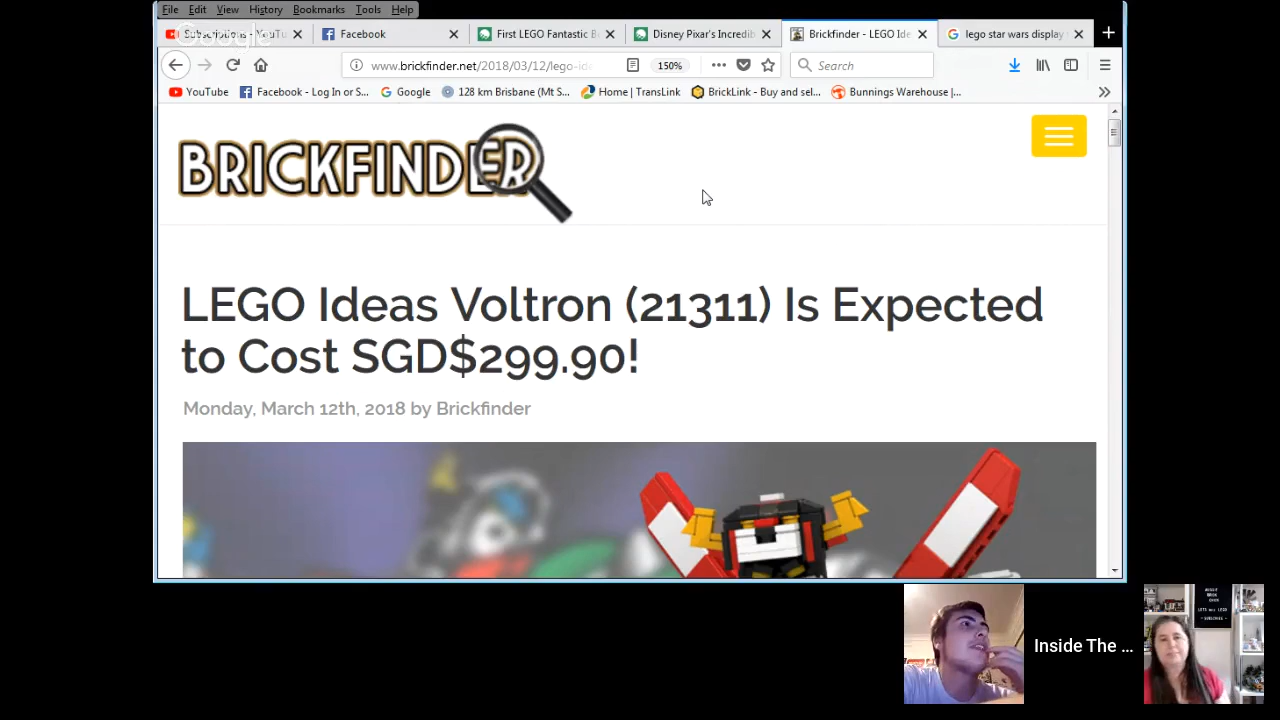 File Edit View History Bookmarks Tools Help
Google
Subscriptions - YouTu
Facebook
First LEGO Fantastic B
Disney Pixar's Incredib
Brickfinder - LEGO Ide
lego star wars display
www.brickfinder.net/2018/03/12/lego-ide
150%
Search
YouTube
Facebook - Log In or S...
Google
128 km Brisbane (Mt S...
Home | TransLink
BrickLink - Buy and sel...
Bunnings Warehouse |...
BRICKFINDER
LEGO Ideas Voltron (21311) Is Expected
to Cost SGD$299.90!
Monday, March 12th, 2018 by Brickfinder
Inside The ...